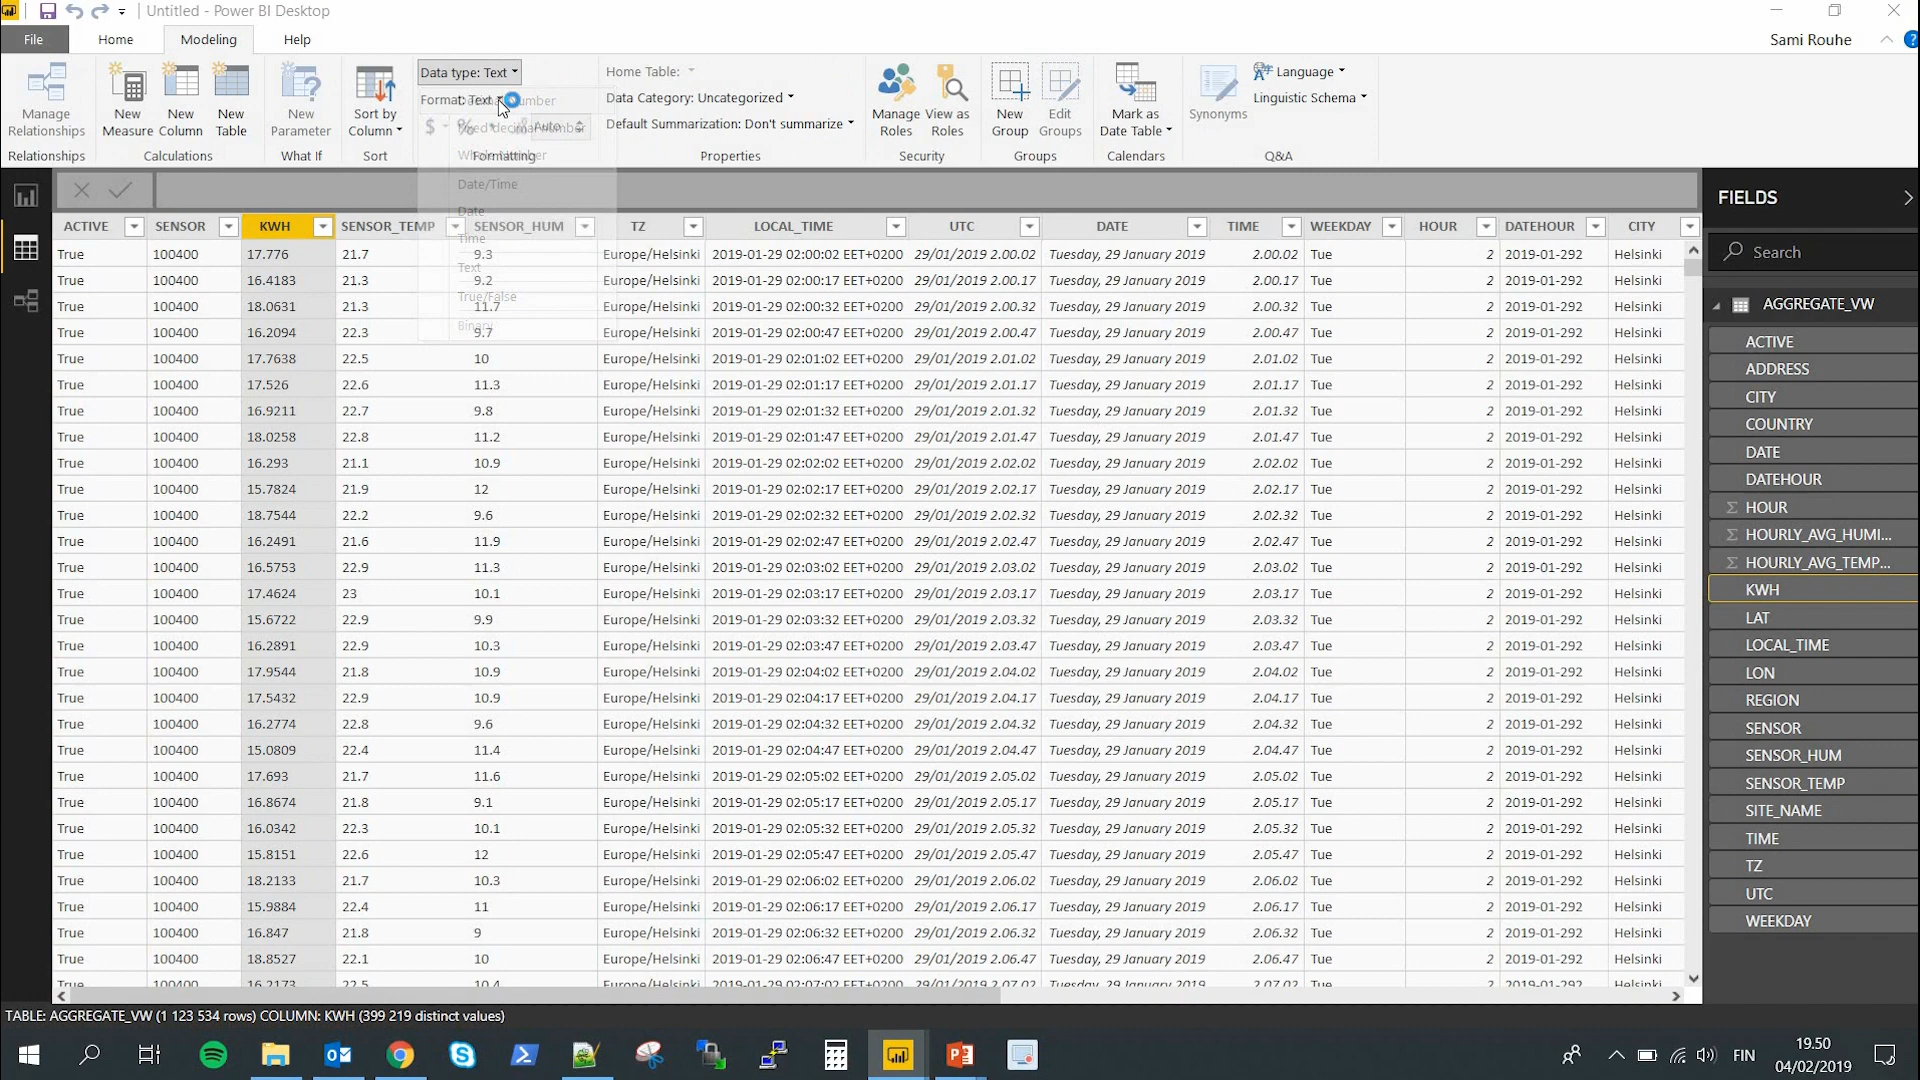 Untitled - Power BI Desktop
File Home Modeling Help Sami Rouhe
Manage Relationships
New Measure
New Column
New Table
New Parameter
Sort by Column
Data type: Text
Format: Text
$ % Auto
Decimal number
Fixed decimal number
Whole Number
Date/Time
Date
Time
Text
True/False
Binary
Home Table:
Data Category: Uncategorized
Default Summarization: Don't summarize
Manage Roles
View as Roles
New Group
Edit Groups
Mark as Date Table
Synonyms
Language
Linguistic Schema
Relationships Calculations What If Sort Formatting Properties Security Groups Calendars Q&A
ACTIVE SENSOR KWH SENSOR_TEMP SENSOR_HUM TZ LOCAL_TIME UTC DATE TIME WEEKDAY HOUR DATEHOUR CITY
True 100400 17.776 21.7 9.3 Europe/Helsinki 2019-01-29 02:00:02 EET+0200 29/01/2019 2.00.02 Tuesday, 29 January 2019 2.00.02 Tue 2 2019-01-292 Helsinki
True 100400 16.4183 21.3 9.2 Europe/Helsinki 2019-01-29 02:00:17 EET+0200 29/01/2019 2.00.17 Tuesday, 29 January 2019 2.00.17 Tue 2 2019-01-292 Helsinki
True 100400 18.0631 21.3 11.7 Europe/Helsinki 2019-01-29 02:00:32 EET+0200 29/01/2019 2.00.32 Tuesday, 29 January 2019 2.00.32 Tue 2 2019-01-292 Helsinki
True 100400 16.2094 22.3 9.7 Europe/Helsinki 2019-01-29 02:00:47 EET+0200 29/01/2019 2.00.47 Tuesday, 29 January 2019 2.00.47 Tue 2 2019-01-292 Helsinki
True 100400 17.7638 22.5 10 Europe/Helsinki 2019-01-29 02:01:02 EET+0200 29/01/2019 2.01.02 Tuesday, 29 January 2019 2.01.02 Tue 2 2019-01-292 Helsinki
True 100400 17.526 22.6 11.3 Europe/Helsinki 2019-01-29 02:01:17 EET+0200 29/01/2019 2.01.17 Tuesday, 29 January 2019 2.01.17 Tue 2 2019-01-292 Helsinki
True 100400 16.9211 22.7 9.8 Europe/Helsinki 2019-01-29 02:01:32 EET+0200 29/01/2019 2.01.32 Tuesday, 29 January 2019 2.01.32 Tue 2 2019-01-292 Helsinki
True 100400 18.0258 22.8 11.2 Europe/Helsinki 2019-01-29 02:01:47 EET+0200 29/01/2019 2.01.47 Tuesday, 29 January 2019 2.01.47 Tue 2 2019-01-292 Helsinki
True 100400 16.293 21.1 10.9 Europe/Helsinki 2019-01-29 02:02:02 EET+0200 29/01/2019 2.02.02 Tuesday, 29 January 2019 2.02.02 Tue 2 2019-01-292 Helsinki
True 100400 15.7824 21.9 12 Europe/Helsinki 2019-01-29 02:02:17 EET+0200 29/01/2019 2.02.17 Tuesday, 29 January 2019 2.02.17 Tue 2 2019-01-292 Helsinki
True 100400 18.7544 22.2 9.6 Europe/Helsinki 2019-01-29 02:02:32 EET+0200 29/01/2019 2.02.32 Tuesday, 29 January 2019 2.02.32 Tue 2 2019-01-292 Helsinki
True 100400 16.2491 21.6 11.9 Europe/Helsinki 2019-01-29 02:02:47 EET+0200 29/01/2019 2.02.47 Tuesday, 29 January 2019 2.02.47 Tue 2 2019-01-292 Helsinki
True 100400 16.5753 22.9 11.3 Europe/Helsinki 2019-01-29 02:03:02 EET+0200 29/01/2019 2.03.02 Tuesday, 29 January 2019 2.03.02 Tue 2 2019-01-292 Helsinki
True 100400 17.4624 23 10.1 Europe/Helsinki 2019-01-29 02:03:17 EET+0200 29/01/2019 2.03.17 Tuesday, 29 January 2019 2.03.17 Tue 2 2019-01-292 Helsinki
True 100400 15.6722 22.9 9.9 Europe/Helsinki 2019-01-29 02:03:32 EET+0200 29/01/2019 2.03.32 Tuesday, 29 January 2019 2.03.32 Tue 2 2019-01-292 Helsinki
True 100400 16.2891 22.9 10.3 Europe/Helsinki 2019-01-29 02:03:47 EET+0200 29/01/2019 2.03.47 Tuesday, 29 January 2019 2.03.47 Tue 2 2019-01-292 Helsinki
True 100400 17.9544 21.8 10.9 Europe/Helsinki 2019-01-29 02:04:02 EET+0200 29/01/2019 2.04.02 Tuesday, 29 January 2019 2.04.02 Tue 2 2019-01-292 Helsinki
True 100400 17.5432 22.9 10.9 Europe/Helsinki 2019-01-29 02:04:17 EET+0200 29/01/2019 2.04.17 Tuesday, 29 January 2019 2.04.17 Tue 2 2019-01-292 Helsinki
True 100400 16.2774 22.8 9.6 Europe/Helsinki 2019-01-29 02:04:32 EET+0200 29/01/2019 2.04.32 Tuesday, 29 January 2019 2.04.32 Tue 2 2019-01-292 Helsinki
True 100400 15.0809 22.4 11.4 Europe/Helsinki 2019-01-29 02:04:47 EET+0200 29/01/2019 2.04.47 Tuesday, 29 January 2019 2.04.47 Tue 2 2019-01-292 Helsinki
True 100400 17.693 21.7 11.6 Europe/Helsinki 2019-01-29 02:05:02 EET+0200 29/01/2019 2.05.02 Tuesday, 29 January 2019 2.05.02 Tue 2 2019-01-292 Helsinki
True 100400 16.8674 21.8 9.1 Europe/Helsinki 2019-01-29 02:05:17 EET+0200 29/01/2019 2.05.17 Tuesday, 29 January 2019 2.05.17 Tue 2 2019-01-292 Helsinki
True 100400 16.0342 22.3 10.1 Europe/Helsinki 2019-01-29 02:05:32 EET+0200 29/01/2019 2.05.32 Tuesday, 29 January 2019 2.05.32 Tue 2 2019-01-292 Helsinki
True 100400 15.8151 22.6 12 Europe/Helsinki 2019-01-29 02:05:47 EET+0200 29/01/2019 2.05.47 Tuesday, 29 January 2019 2.05.47 Tue 2 2019-01-292 Helsinki
True 100400 18.2133 21.7 10.3 Europe/Helsinki 2019-01-29 02:06:02 EET+0200 29/01/2019 2.06.02 Tuesday, 29 January 2019 2.06.02 Tue 2 2019-01-292 Helsinki
True 100400 15.9884 22.4 11 Europe/Helsinki 2019-01-29 02:06:17 EET+0200 29/01/2019 2.06.17 Tuesday, 29 January 2019 2.06.17 Tue 2 2019-01-292 Helsinki
True 100400 16.847 21.8 9 Europe/Helsinki 2019-01-29 02:06:32 EET+0200 29/01/2019 2.06.32 Tuesday, 29 January 2019 2.06.32 Tue 2 2019-01-292 Helsinki
True 100400 18.8527 22.1 10 Europe/Helsinki 2019-01-29 02:06:47 EET+0200 29/01/2019 2.06.47 Tuesday, 29 January 2019 2.06.47 Tue 2 2019-01-292 Helsinki
True 100400 16.2173 22.5 10.4 Europe/Helsinki 2019-01-29 02:07:02 EET+0200 29/01/2019 2.07.02 Tuesday, 29 January 2019 2.07.02 Tue 2 2019-01-292 Helsinki
FIELDS
Search
AGGREGATE_VW
ACTIVE
ADDRESS
CITY
COUNTRY
DATE
DATEHOUR
Σ HOUR
Σ HOURLY_AVG_HUMI...
Σ HOURLY_AVG_TEMP...
KWH
LAT
LOCAL_TIME
LON
REGION
SENSOR
SENSOR_HUM
SENSOR_TEMP
SITE_NAME
TIME
TZ
UTC
WEEKDAY
TABLE: AGGREGATE_VW (1 123 534 rows) COLUMN: KWH (399 219 distinct values)
FIN
19.50
04/02/2019